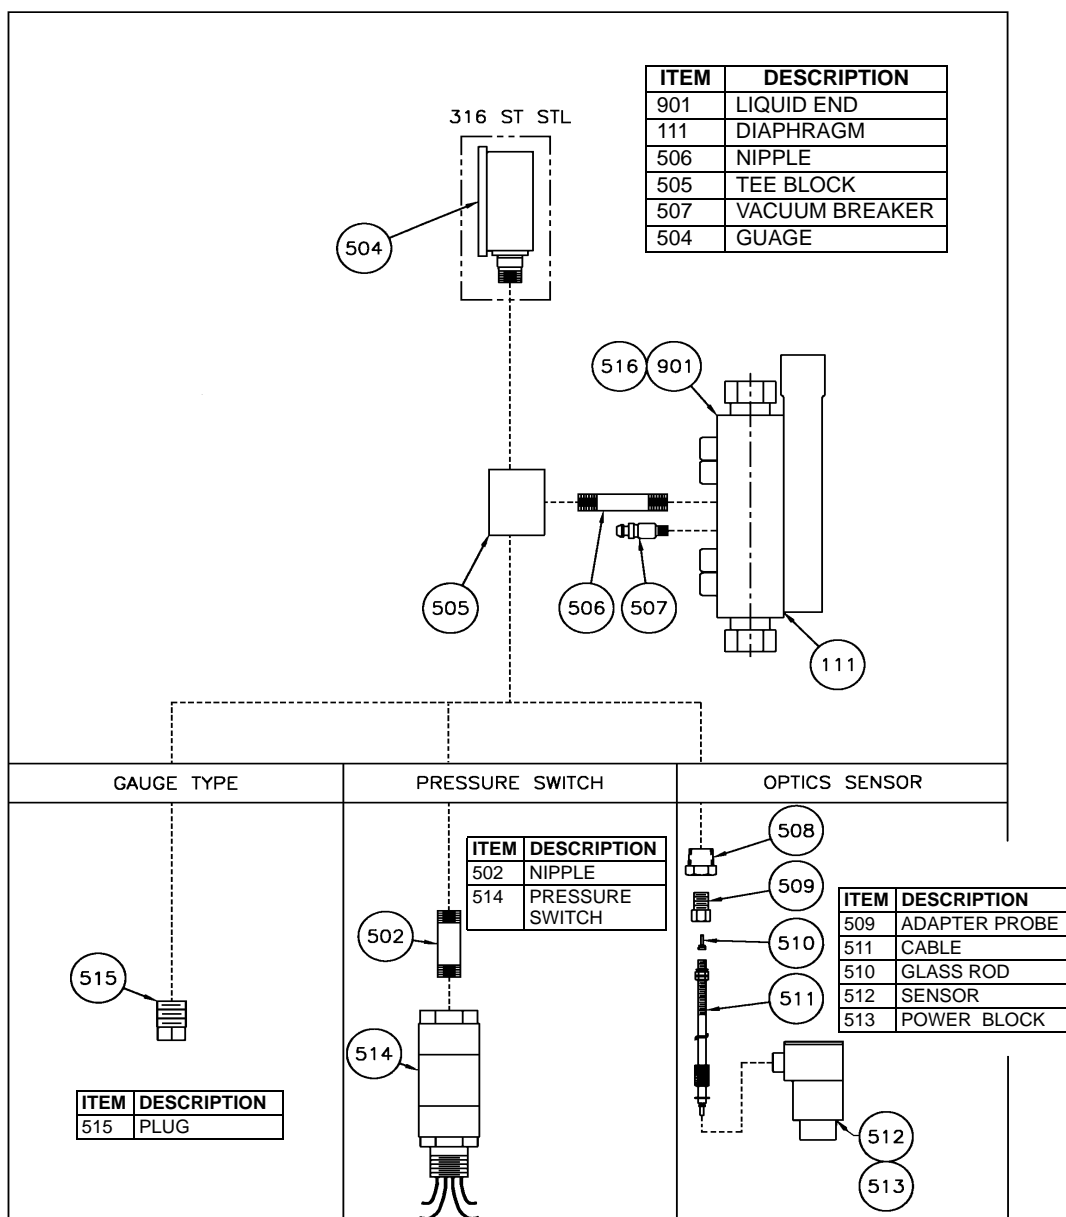 ITEM DESCRIPTION
901 LIQUID END
111 DIAPHRAGM
506 NIPPLE
505 TEE BLOCK
507 VACUUM BREAKER
504 GUAGE
316 ST STL
504
516 901
505 506 507
111
GAUGE TYPE
515
ITEM DESCRIPTION
515 PLUG
PRESSURE SWITCH
ITEM DESCRIPTION
502 NIPPLE
514 PRESSURE
SWITCH
502
514
OPTICS SENSOR
508
509
510
511
ITEM DESCRIPTION
509 ADAPTER PROBE
511 CABLE
510 GLASS ROD
512 SENSOR
513 POWER BLOCK
512
513